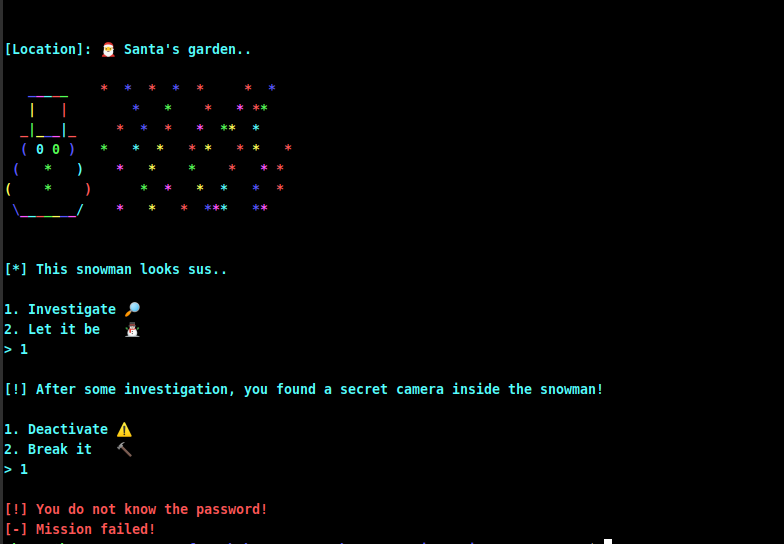 [Location]: 🎅 Santa's garden..
( 0 0 )
[*] This snowman looks sus..
1. Investigate 🔎
2. Let it be ⛄
> 1
[!] After some investigation, you found a secret camera inside the snowman!
1. Deactivate ⚠️
2. Break it 🔨
> 1
[!] You do not know the password!
[-] Mission failed!